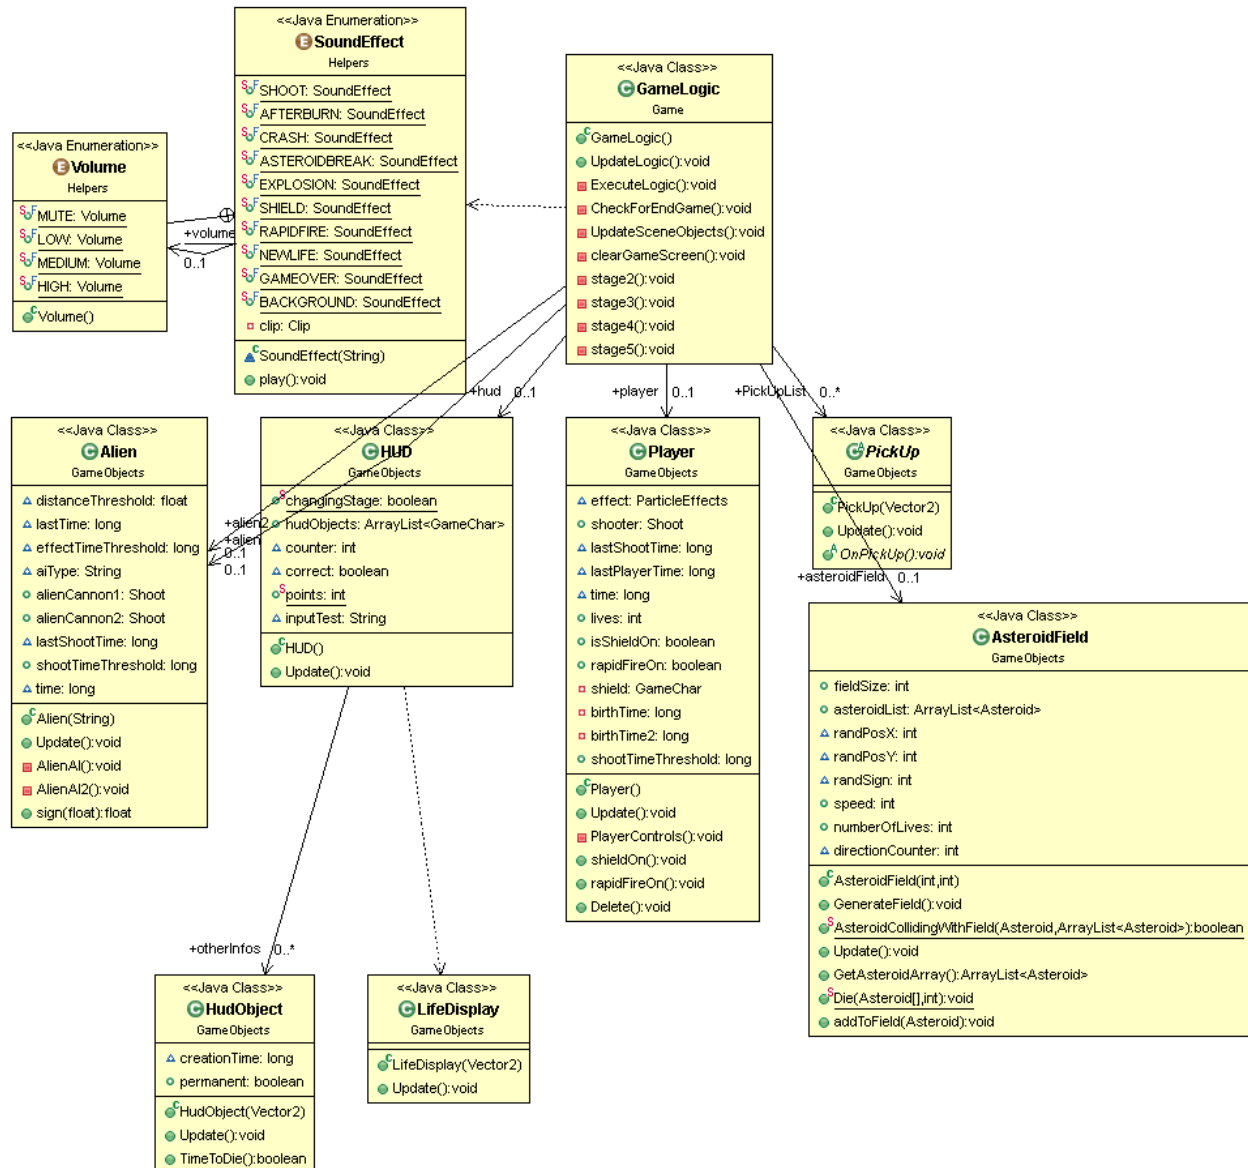 <<Java Enumeration>>
SoundEffect
Helpers
SHOOT: SoundEffect
AFTERBURN: SoundEffect
CRASH: SoundEffect
ASTEROIDBREAK: SoundEffect
EXPLOSION: SoundEffect
SHIELD: SoundEffect
RAPIDFIRE: SoundEffect
NEWLIFE: SoundEffect
GAMEOVER: SoundEffect
BACKGROUND: SoundEffect
clip: Clip
SoundEffect(String)
play():void
<<Java Class>>
GameLogic
Game
GameLogic()
UpdateLogic():void
ExecuteLogic():void
CheckForEndGame():void
UpdateSceneObjects():void
clearGameScreen():void
stage2():void
stage3():void
stage4():void
stage5():void
<<Java Enumeration>>
Volume
Helpers
MUTE: Volume
LOW: Volume
MEDIUM: Volume
HIGH: Volume
Volume()
+volume
0..1
+hud 0..1
+player 0..1
+PickUpList 0..*
<<Java Class>>
Alien
GameObjects
distanceThreshold: float
lastTime: long
effectTimeThreshold: long
aiType: String
alienCannon1: Shoot
alienCannon2: Shoot
lastShootTime: long
shootTimeThreshold: long
time: long
Alien(String)
Update():void
AlienAI():void
AlienAI2():void
sign(float):float
+alien2
+alien
0..1
0..1
<<Java Class>>
HUD
GameObjects
changingStage: boolean
hudObjects: ArrayList<GameChar>
counter: int
correct: boolean
points: int
inputTest: String
HUD()
Update():void
<<Java Class>>
Player
GameObjects
effect: ParticleEffects
shooter: Shoot
lastShootTime: long
lastPlayerTime: long
time: long
lives: int
isShieldOn: boolean
rapidFireOn: boolean
shield: GameChar
birthTime: long
birthTime2: long
shootTimeThreshold: long
Player()
Update():void
PlayerControls():void
shieldOn():void
rapidFireOn():void
Delete():void
<<Java Class>>
PickUp
GameObjects
PickUp(Vector2)
Update():void
OnPickUp():void
+asteroidField 0..1
<<Java Class>>
AsteroidField
GameObjects
fieldSize: int
asteroidList: ArrayList<Asteroid>
randPosX: int
randPosY: int
randSign: int
speed: int
numberOfLives: int
directionCounter: int
AsteroidField(int,int)
GenerateField():void
AsteroidCollidingWithField(Asteroid,ArrayList<Asteroid>):boolean
Update():void
GetAsteroidArray():ArrayList<Asteroid>
Die(Asteroid[],int):void
addToField(Asteroid):void
+otherInfos 0..*
<<Java Class>>
HudObject
GameObjects
creationTime: long
permanent: boolean
HudObject(Vector2)
Update():void
TimeToDie():boolean
<<Java Class>>
LifeDisplay
GameObjects
LifeDisplay(Vector2)
Update():void